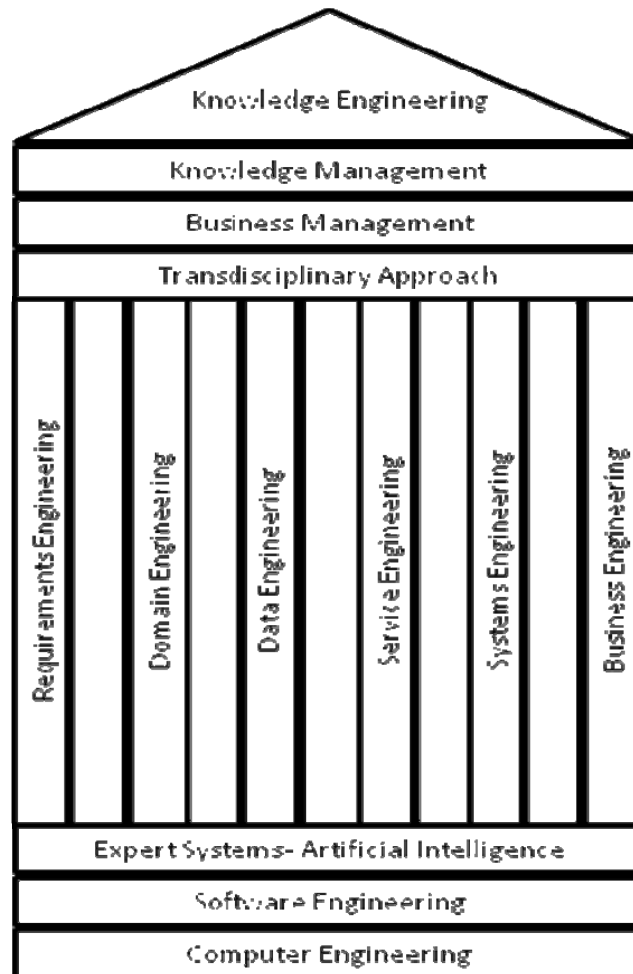 Knowledge Engineering
Knowledge Management
Business Management
Transdisciplinary Approach
Requirements Engineering
Domain Engineering
Data Engineering
Service Engineering
Systems Engineering
Business Engineering
Expert Systems- Artificial Intelligence
Software Engineering
Computer Engineering